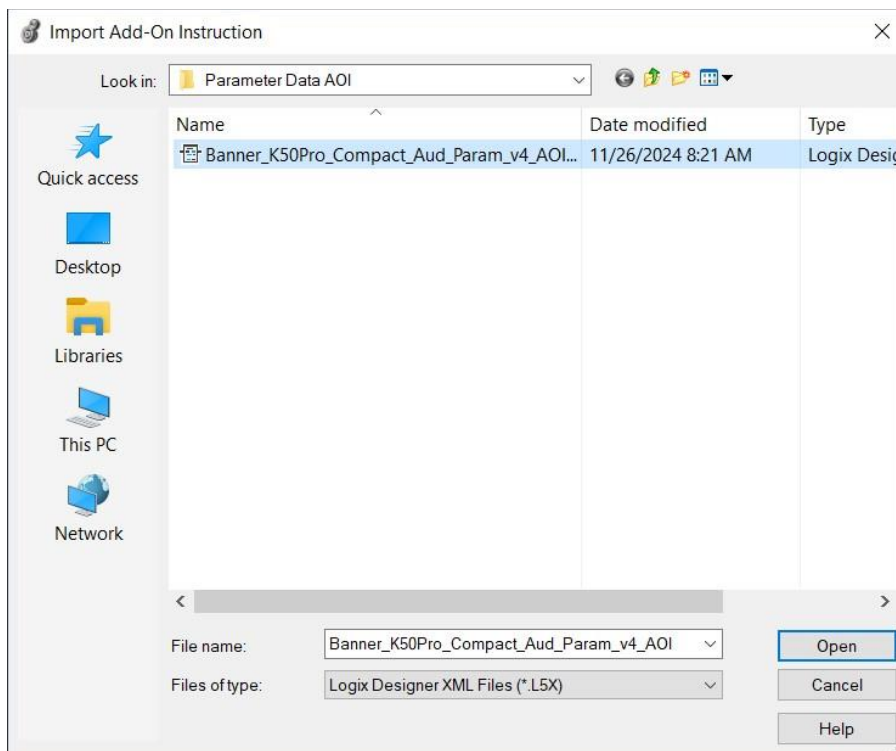 Import Add-On Instruction
Look in: Parameter Data AOI
Name Date modified Type
Banner_K50Pro_Compact_Aud_Param_v4_AOI... 11/26/2024 8:21 AM Logix Desig
Quick access
Desktop
Libraries
This PC
Network
File name: Banner_K50Pro_Compact_Aud_Param_v4_AOI Open
Files of type: Logix Designer XML Files (*.L5X) Cancel
Help